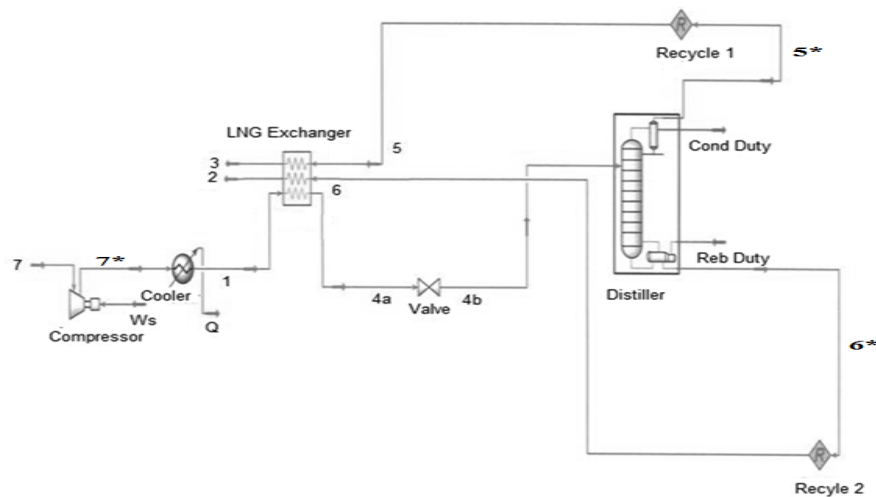 R
Recycle 1
5*
LNG Exchanger
3
5
2
6
Cond Duty
Reb Duty
Distiller
7
7*
1
Cooler
Ws
Q
Compressor
4a
Valve
4b
6*
R
Recyle 2